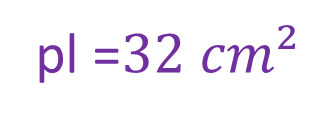 pl =32 cm²